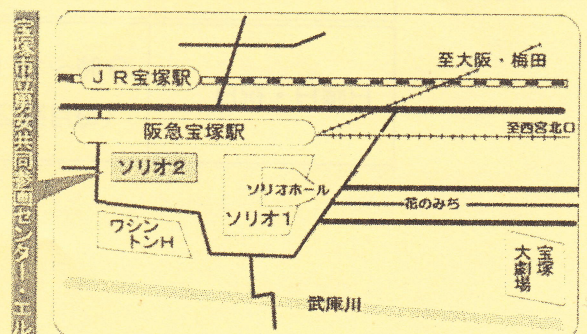 宝塚市立男女共同参画センター・エル
至大阪・梅田
JR宝塚駅
阪急宝塚駅
至西宮北口
ソリオ2
ソリオホール
ソリオ1
花のみち
ワシン
トンH
宝塚
大劇場
武庫川